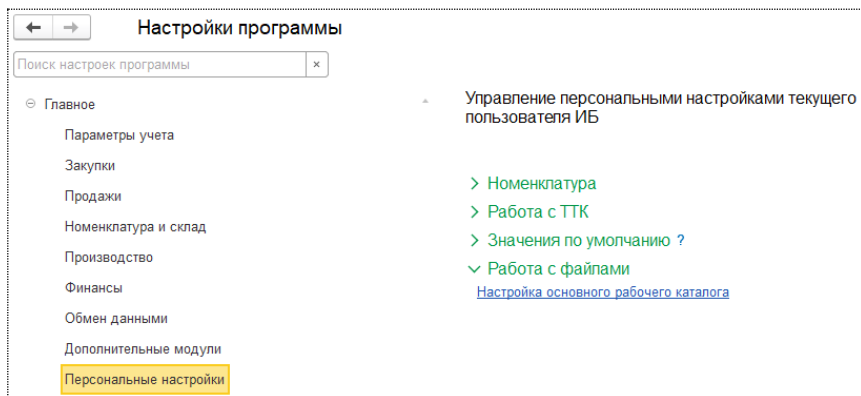 Настройки программы
Поиск настроек программы
Главное
Параметры учета
Закупки
Продажи
Номенклатура и склад
Производство
Финансы
Обмен данными
Дополнительные модули
Персональные настройки
Управление персональными настройками текущего
пользователя ИБ
Номенклатура
Работа с ТТК
Значения по умолчанию ?
Работа с файлами
Настройка основного рабочего каталога